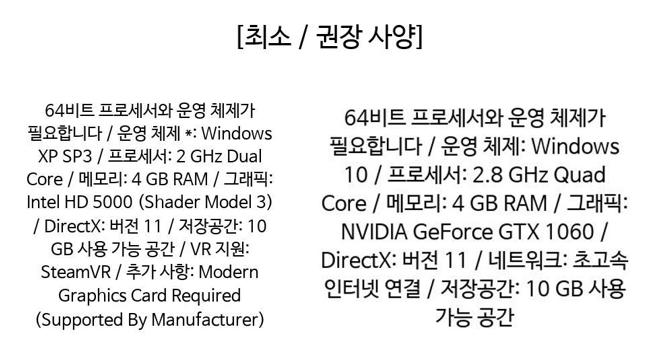 [최소 / 권장 사양]
64비트 프로세서와 운영 체제가
필요합니다 / 운영 체제 *: Windows
XP SP3 / 프로세서: 2 GHz Dual
Core / 메모리: 4 GB RAM / 그래픽:
Intel HD 5000 (Shader Model 3)
/ DirectX: 버전 11 / 저장공간: 10
GB 사용 가능 공간 / VR 지원:
SteamVR / 추가 사항: Modern
Graphics Card Required
(Supported By Manufacturer)
64비트 프로세서와 운영 체제가
필요합니다 / 운영 체제: Windows
10 / 프로세서: 2.8 GHz Quad
Core / 메모리: 4 GB RAM / 그래픽:
NVIDIA GeForce GTX 1060 /
DirectX: 버전 11 / 네트워크: 초고속
인터넷 연결 / 저장공간: 10 GB 사용
가능 공간